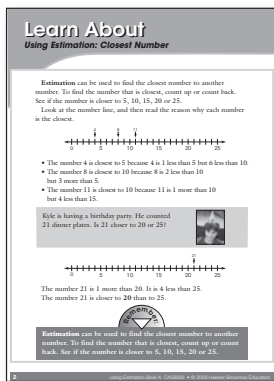 Learn About
Using Estimation: Closest Number
Estimation can be used to find the closest number to another
number. To find the number that is closest, count up or count back.
See if the number is closer to 5, 10, 15, 20 or 25.
Look at the number line, and then read the reason why each number
is the closest.
4 8 11
0 5 10 15 20 25
• The number 4 is closest to 5 because 4 is 1 less than 5 but 6 less than 10.
• The number 8 is closest to 10 because 8 is 2 less than 10
but 3 more than 5.
• The number 11 is closest to 10 because 11 is 1 more than 10
but 4 less than 15.
Kyle is having a birthday party. He counted
21 dinner plates. Is 21 closer to 20 or 25?
21
0 5 10 15 20 25
The number 21 is 1 more than 20. It is 4 less than 25.
The number 21 is closer to 20 than to 25.
Remember:
Estimation can be used to find the closest number to another
number. To find the number that is closest, count up or count
back. See if the number is closer to 5, 10, 15, 20 or 25.
2
Using Estimation Book A